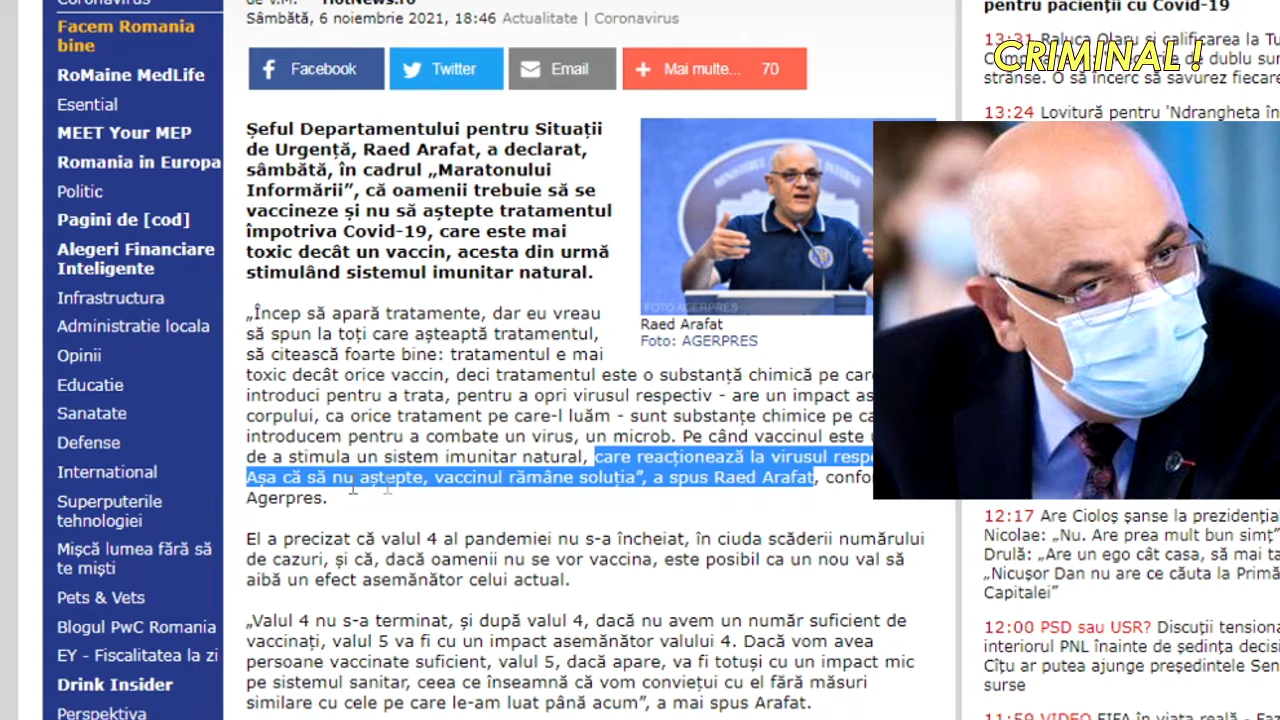 Coronavirus
Facem Romania
bine
RoMaine MedLife
Esential
MEET Your MEP
Romania in Europa
Politic
Pagini de [cod]
Alegeri Financiare
Inteligente
Infrastructura
Administratie locala
Opinii
Educatie
Sanatate
Defense
International
Superputerile
tehnologiei
Mișcă lumea fără să
te miști
Pets & Vets
Blogul PwC Romania
EY - Fiscalitatea la zi
Drink Insider
Perspektiva
de V.M. HotNews.ro
Sâmbătă, 6 noiembrie 2021, 18:46 Actualitate | Coronavirus
Facebook
Twitter
Email
Mai multe... 70
Șeful Departamentului pentru Situații
de Urgență, Raed Arafat, a declarat,
sâmbătă, în cadrul „Maratonului
Informării”, că oamenii trebuie să se
vaccineze și nu să aștepte tratamentul
împotriva Covid-19, care este mai
toxic decât un vaccin, acesta din urmă
stimulând sistemul imunitar natural.
FOTO AGERPRES
Raed Arafat
Foto: AGERPRES
„Încep să apară tratamente, dar eu vreau
să spun la toți care așteaptă tratamentul,
să citească foarte bine: tratamentul e mai
toxic decât orice vaccin, deci tratamentul este o substanță chimică pe care
introduci pentru a trata, pentru a opri virusul respectiv - are un impact as
corpului, ca orice tratament pe care-l luăm - sunt substanțe chimice pe ca
introducem pentru a combate un virus, un microb. Pe când vaccinul este
de a stimula un sistem imunitar natural, care reacționează la virusul respe
Așa că să nu aștepte, vaccinul rămâne soluția”, a spus Raed Arafat, confo
Agerpres.
El a precizat că valul 4 al pandemiei nu s-a încheiat, în ciuda scăderii numărului
de cazuri, și că, dacă oamenii nu se vor vaccina, este posibil ca un nou val să
aibă un efect asemănător celui actual.
„Valul 4 nu s-a terminat, și după valul 4, dacă nu avem un număr suficient de
vaccinați, valul 5 va fi cu un impact asemănător valului 4. Dacă vom avea
persoane vaccinate suficient, valul 5, dacă apare, va fi totuși cu un impact mic
pe sistemul sanitar, ceea ce înseamnă că vom conviețui cu el fără măsuri
similare cu cele pe care le-am luat până acum”, a mai spus Arafat.
pentru pacienții cu Covid-19
CRIMINAL !
13:31 Raluca Olaru și calificarea la Tu
de dublu sur
strânse. O să încerc să savurez fiecare
13:24 Lovitură pentru 'Ndrangheta în
12:17 Are Cioloș șanse la prezidenția
Nicolae: „Nu. Are prea mult bun simț”
Drulă: „Are un ego cât casa, să mai ta
„Nicușor Dan nu are ce căuta la Primă
Capitalei”
12:00 PSD sau USR? Discuții tensiona
interiorul PNL înainte de ședința decisi
Cîțu ar putea ajunge președintele Sen
surse
11:59 VIDEO FIFA în viața reală - Faz